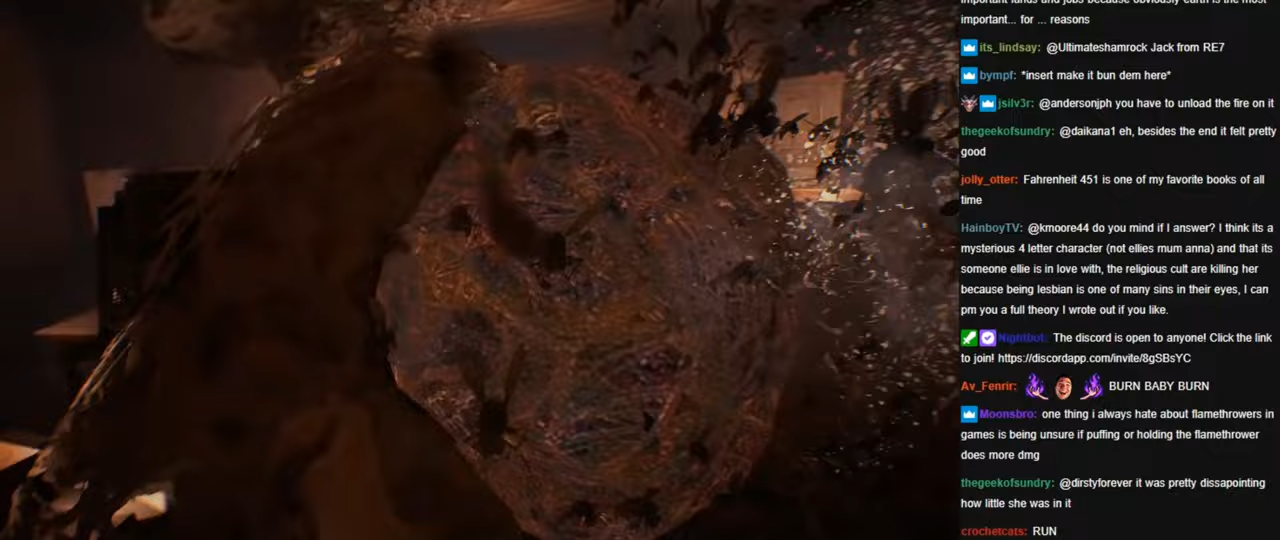 important lands and jobs because obviously earth is the most
important... for ... reasons
its_lindsay: @Ultimateshamrock Jack from RE7
bympf: *insert make it bun dem here*
jsilv3r: @andersonjph you have to unload the fire on it
thegeekofsundry: @daikana1 eh, besides the end it felt pretty
good
jolly_otter: Fahrenheit 451 is one of my favorite books of all
time
HainboyTV: @kmoore44 do you mind if I answer? I think its a
mysterious 4 letter character (not ellies mum anna) and that its
someone ellie is in love with, the religious cult are killing her
because being lesbian is one of many sins in their eyes, I can
pm you a full theory I wrote out if you like.
Nightbot: The discord is open to anyone! Click the link
to join! https://discordapp.com/invite/8gSBsYC
Av_Fenrir: BURN BABY BURN
Moonsbro: one thing i always hate about flamethrowers in
games is being unsure if puffing or holding the flamethrower
does more dmg
thegeekofsundry: @dirstyforever it was pretty dissapointing
how little she was in it
crochetcats: RUN